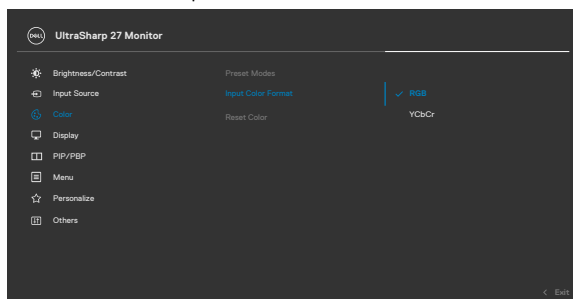 DELL UltraSharp 27 Monitor
Brightness/Contrast Preset Modes
Input Source Input Color Format RGB
Color Reset Color YCbCr
Display
PIP/PBP
Menu
Personalize
Others
< Exit